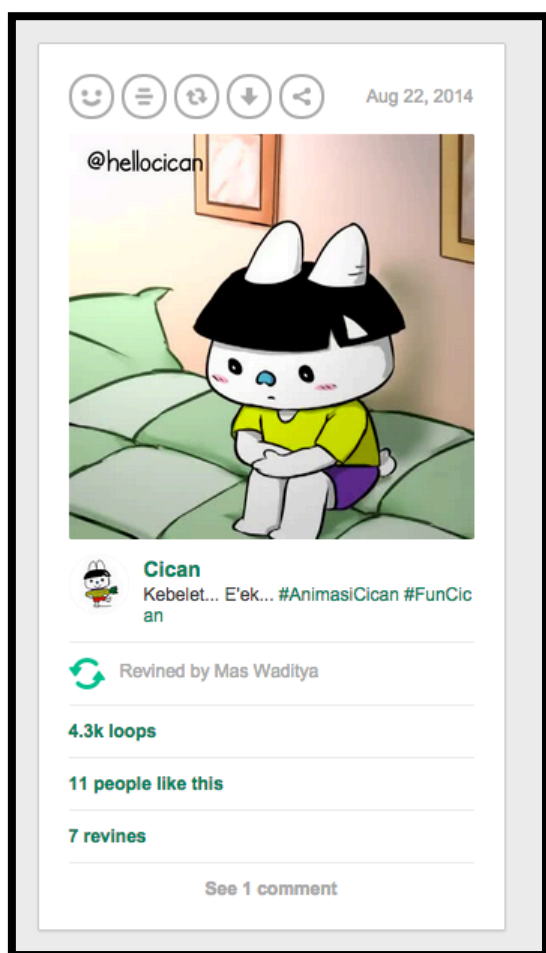 Aug 22, 2014
@hellocican
Cican
Kebelet... E'ek... #AnimasiCican #FunCic
an
Revined by Mas Waditya
4.3k loops
11 people like this
7 revines
See 1 comment